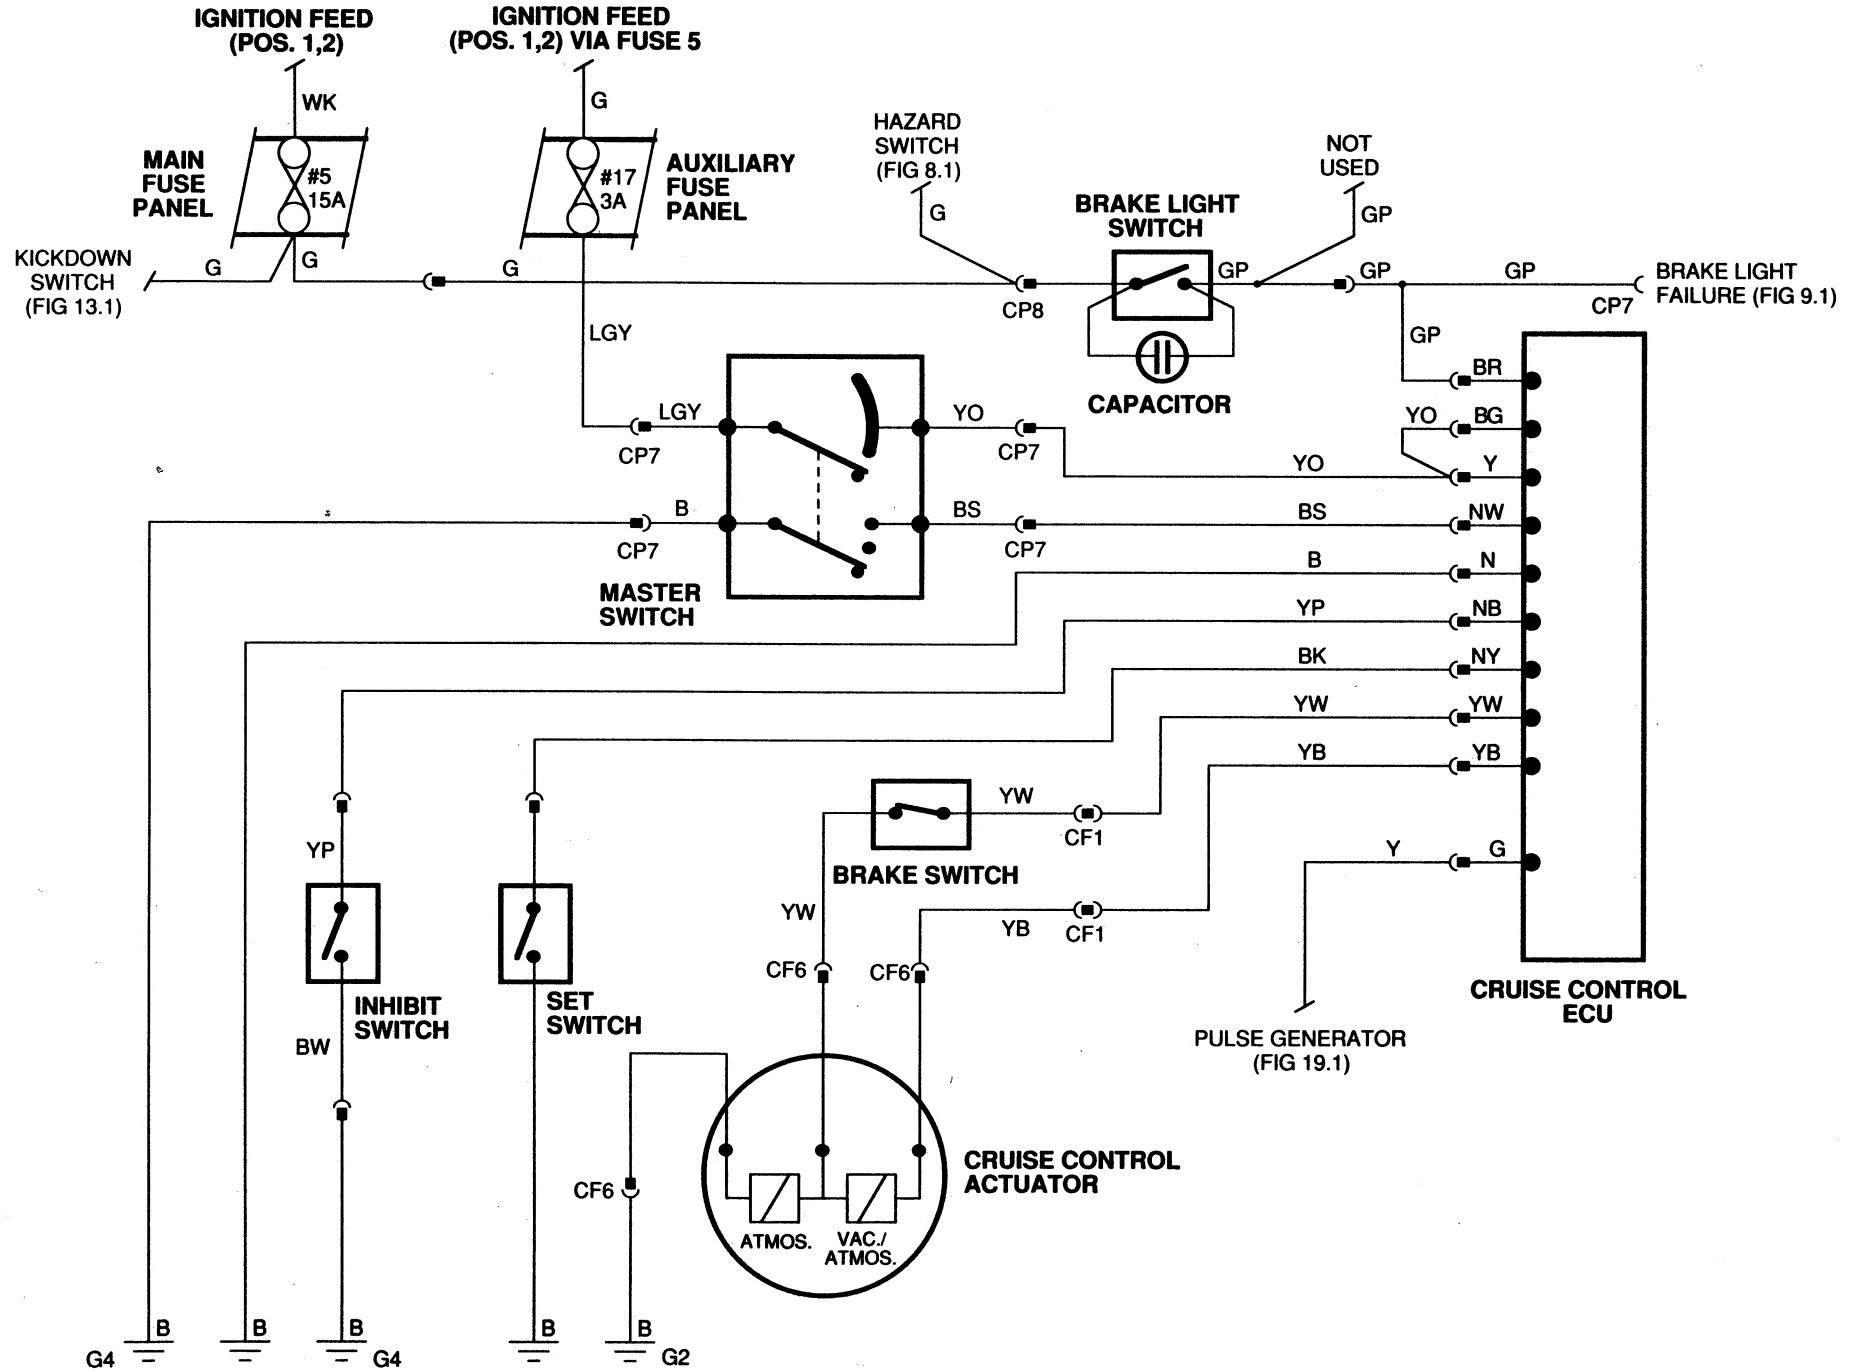 IGNITION FEED
(POS. 1,2)
IGNITION FEED
(POS. 1,2) VIA FUSE 5
WK
G
MAIN
FUSE
PANEL
#5
15A
#17
3A
AUXILIARY
FUSE
PANEL
HAZARD
SWITCH
(FIG 8.1)
G
NOT
USED
GP
BRAKE LIGHT
SWITCH
KICKDOWN
SWITCH
(FIG 13.1)
G
G
G
CP8
GP
GP
GP
CP7
BRAKE LIGHT
FAILURE (FIG 9.1)
LGY
GP
CAPACITOR
BR
LGY
CP7
YO
CP7
YO
BG
YO
Y
B
CP7
BS
CP7
BS
NW
MASTER
SWITCH
B
N
YP
NB
BK
NY
YW
YW
YB
YB
YW
CF1
BRAKE SWITCH
YP
Y
G
YW
YB
CF1
CF6
CF6
INHIBIT
SWITCH
SET
SWITCH
BW
CRUISE CONTROL
ECU
PULSE GENERATOR
(FIG 19.1)
CRUISE CONTROL
ACTUATOR
CF6
ATMOS.
VAC./
ATMOS.
B
B
B
B
B
G4
G4
G2